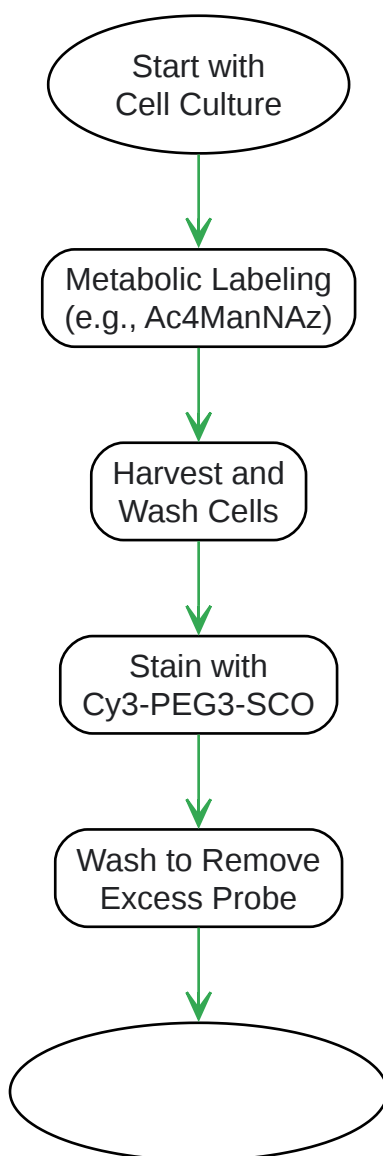 Start with
Cell Culture
Metabolic Labeling
(e.g., Ac4ManNAz)
Harvest and
Wash Cells
Stain with
Cy3-PEG3-SCO
Wash to Remove
Excess Probe